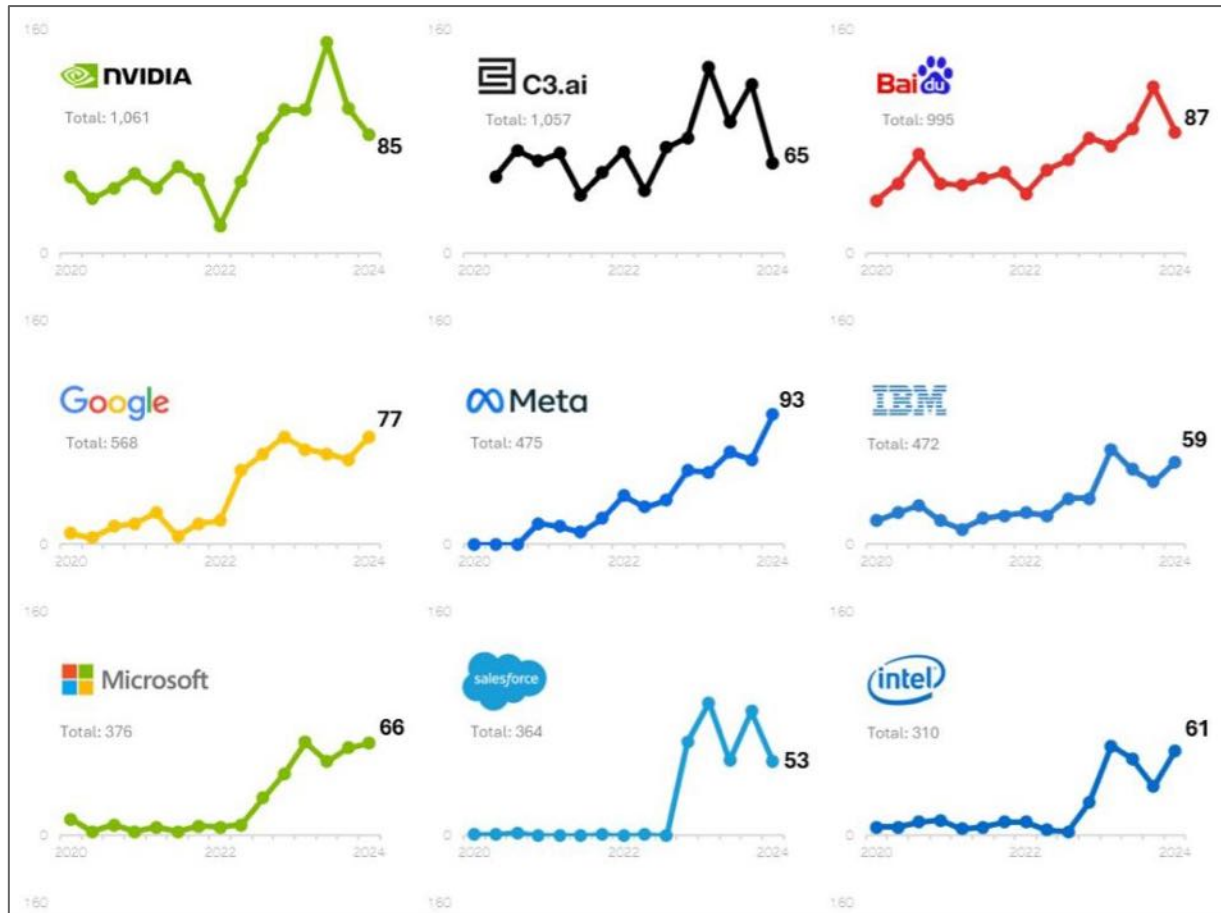 160
NVIDIA
Total: 1,061
85
0
2020 2022 2024
160
C3.ai
Total: 1,057
65
0
2020 2022 2024
160
Baidu
Total: 995
87
0
2020 2022 2024
160
Google
Total: 568
77
0
2020 2022 2024
160
Meta
Total: 475
93
0
2020 2022 2024
160
IBM
Total: 472
59
0
2020 2022 2024
160
Microsoft
Total: 376
66
0
2020 2022 2024
160
salesforce
Total: 364
53
0
2020 2022 2024
160
intel
Total: 310
61
0
2020 2022 2024
160
160
160